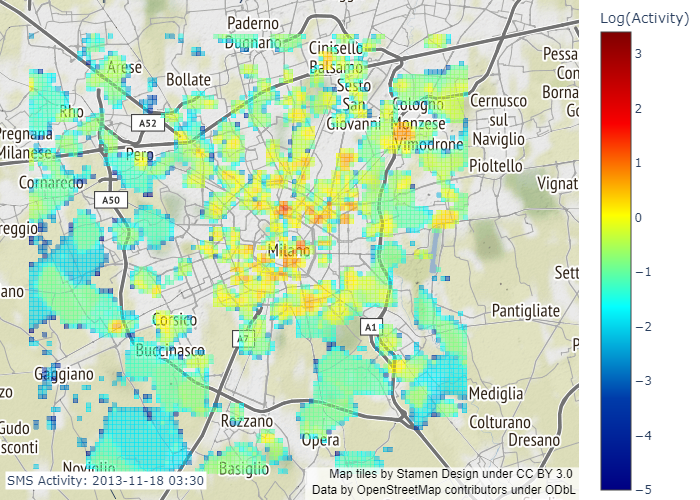 Log(Activity)
Paderno
Dugnano
Cinisello
Balsamo
Arese
Bollate
Sesto
San
Giovanni
Rho
Cologno
Monzese
Cernusco
sul
Naviglio
A52
Vimodrone
Pioltello
Pregnana
Milanese
Pero
Cornaredo
A50
Vignat
reggio
Milano
Sett
ano
Pantigliate
Corsico
A1
A7
Buccinasco
Gaggiano
zo
Mediglia
Rozzano
Colturano
Dresano
Gudo
sconti
Opera
Noviglio
Basiglio
Pessa
Con
Borna
Go
P
3
2
1
0
−1
−2
−3
−4
−5
SMS Activity: 2013-11-18 03:30
Map tiles by Stamen Design under CC BY 3.0
Data by OpenStreetMap contributors under ODbL